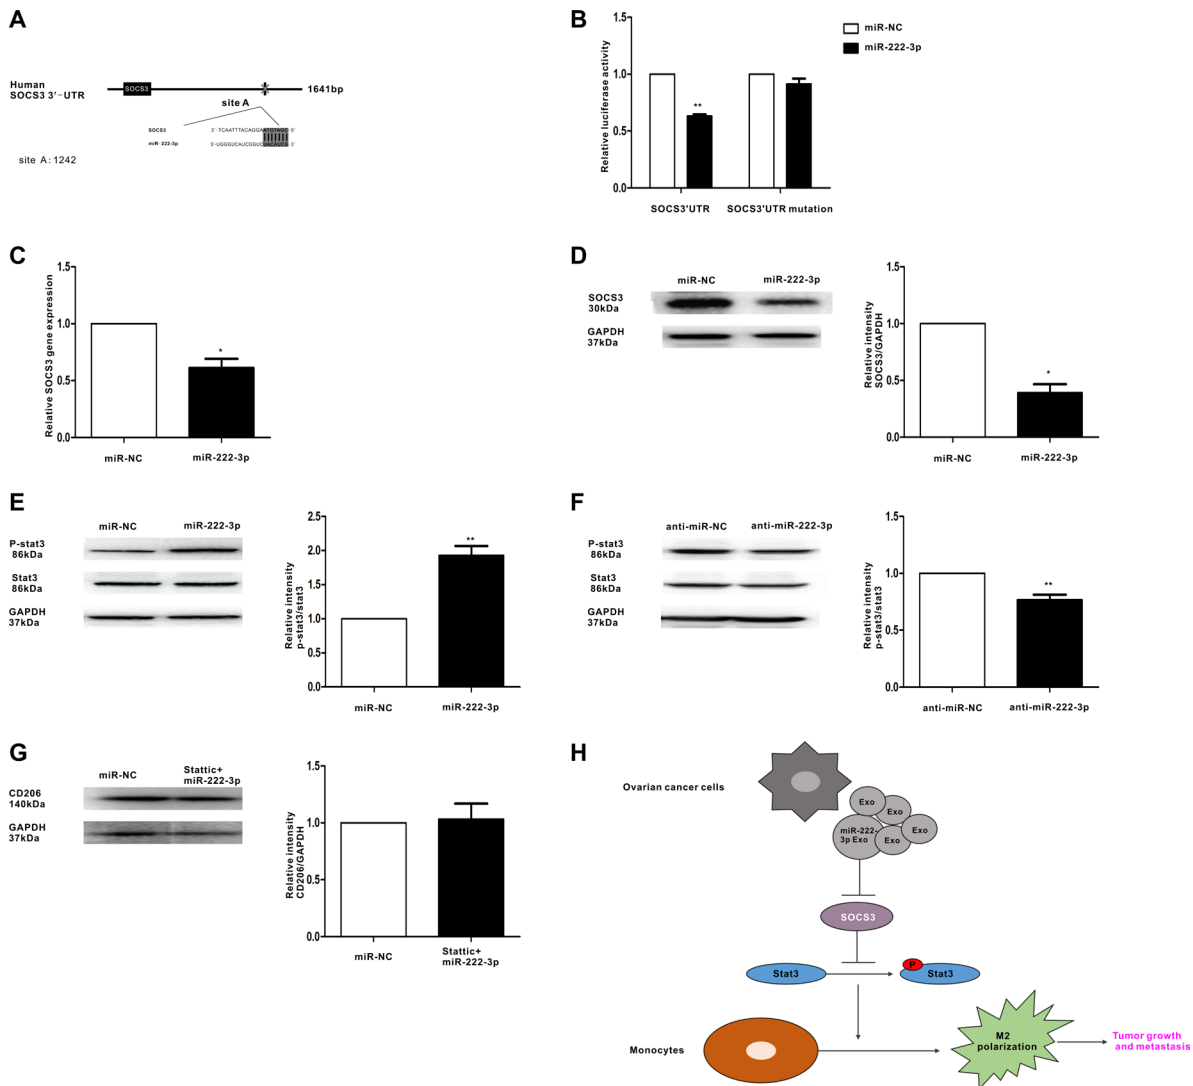 A
Human
SOCS3 3'-UTR
SOCS3
1641bp
site A
SOCS3
3'-TCAATTTACAGGAATGTAGC-5'
miR-222-3p
5'-UGGGUCAUCGGUCUACAUCG 3'
site A: 1242
B
Relative luciferase activity
1.5
1.0
0.5
0.0
**
SOCS3'UTR
SOCS3'UTR mutation
miR-NC
miR-222-3p
C
Relative SOCS3 gene expression
1.5
1.0
0.5
0.0
*
miR-NC
miR-222-3p
D
miR-NC
miR-222-3p
SOCS3
30kDa
GAPDH
37kDa
Relative intensity
SOCS3/GAPDH
1.5
1.0
0.5
0.0
*
miR-NC
miR-222-3p
E
miR-NC
miR-222-3p
P-stat3
86kDa
Stat3
86kDa
GAPDH
37kDa
Relative intensity
p-stat3/stat3
2.5
2.0
1.5
1.0
0.5
0.0
**
miR-NC
miR-222-3p
F
anti-miR-NC
anti-miR-222-3p
P-stat3
86kDa
Stat3
86kDa
GAPDH
37kDa
Relative intensity
p-stat3/stat3
1.5
1.0
0.5
0.0
**
anti-miR-NC
anti-miR-222-3p
G
miR-NC
Stattic+
miR-222-3p
CD206
140kDa
GAPDH
37kDa
Relative intensity
CD206/GAPDH
1.5
1.0
0.5
0.0
miR-NC
Stattic+
miR-222-3p
H
Ovarian cancer cells
Exo
Exo
Exo
miR-222-
3p Exo
Exo
SOCS3
Stat3
P
Stat3
Monocytes
M2
polarization
Tumor growth
and metastasis